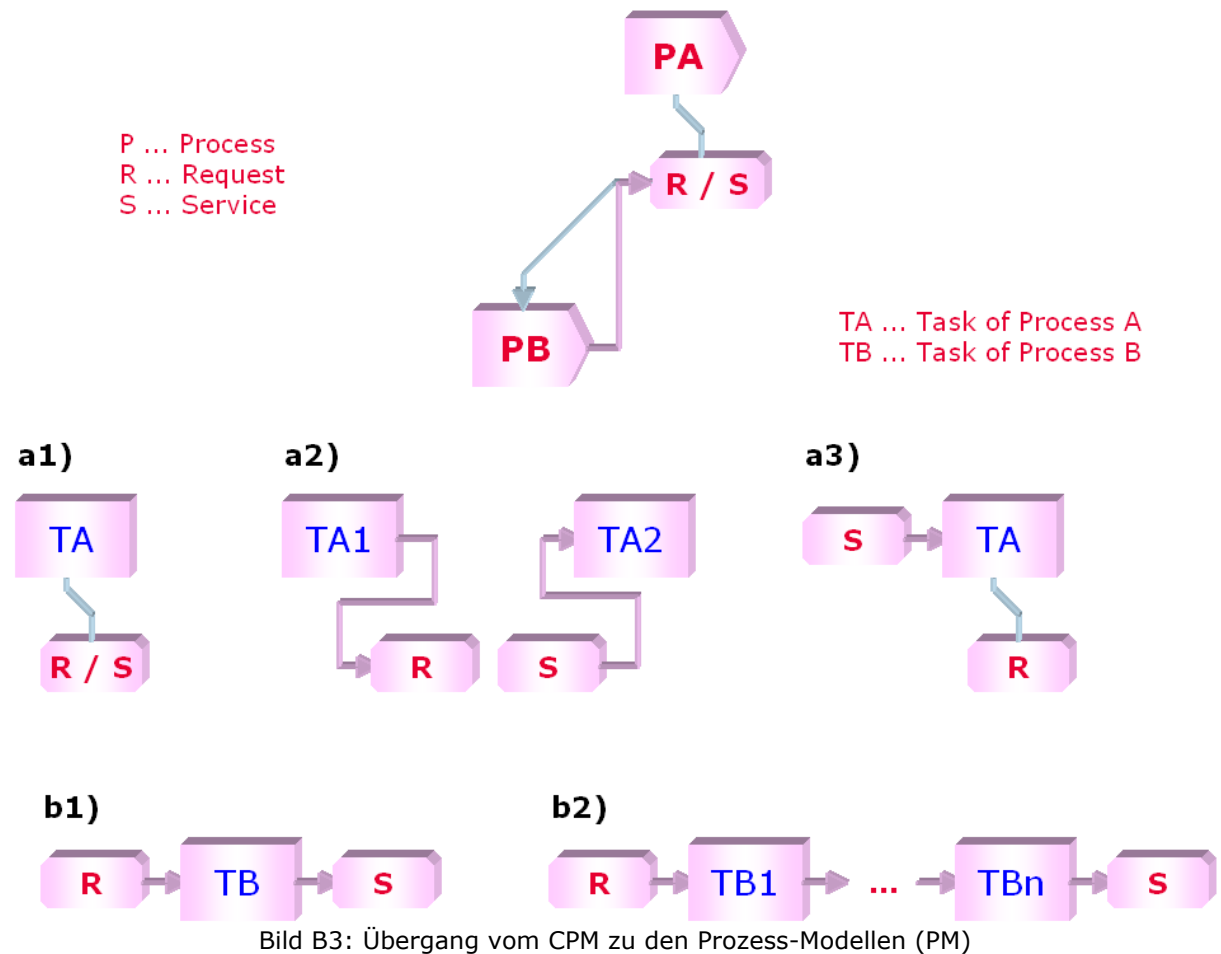 PA
P ... Process
R ... Request
S ... Service
R / S
PB
TA ... Task of Process A
TB ... Task of Process B
a1)
a2)
a3)
TA
TA1
TA2
S
TA
R / S
R
S
R
b1)
b2)
R
TB
S
R
TB1
...
TBn
S
Bild B3: Übergang vom CPM zu den Prozess-Modellen (PM)